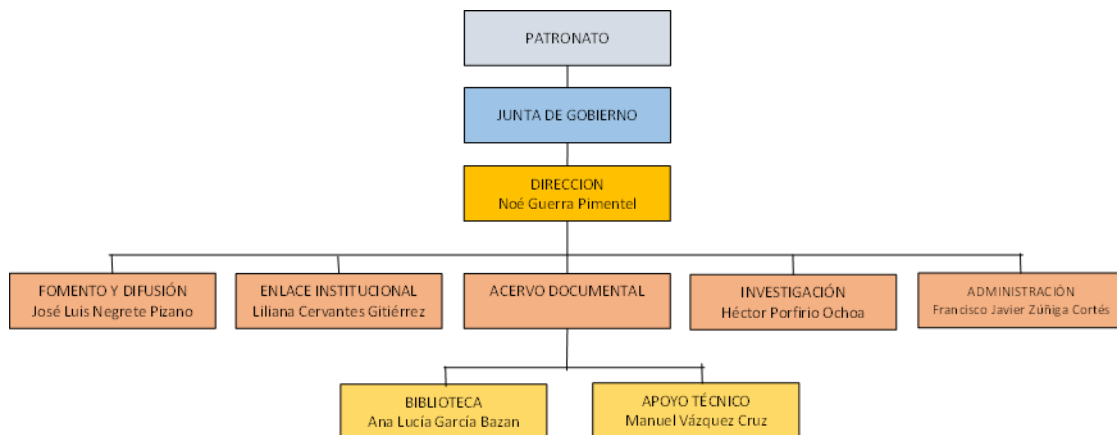 PATRONATO
JUNTA DE GOBIERNO
DIRECCION
Noé Guerra Pimentel
FOMENTO Y DIFUSIÓN
José Luis Negrete Pizano
ENLACE INSTITUCIONAL
Liliana Cervantes Gitiérrez
ACERVO DOCUMENTAL
INVESTIGACIÓN
Héctor Porfirio Ochoa
ADMINISTRACIÓN
Francisco Javier Zúñiga Cortés
BIBLIOTECA
Ana Lucía García Bazan
APOYO TÉCNICO
Manuel Vázquez Cruz